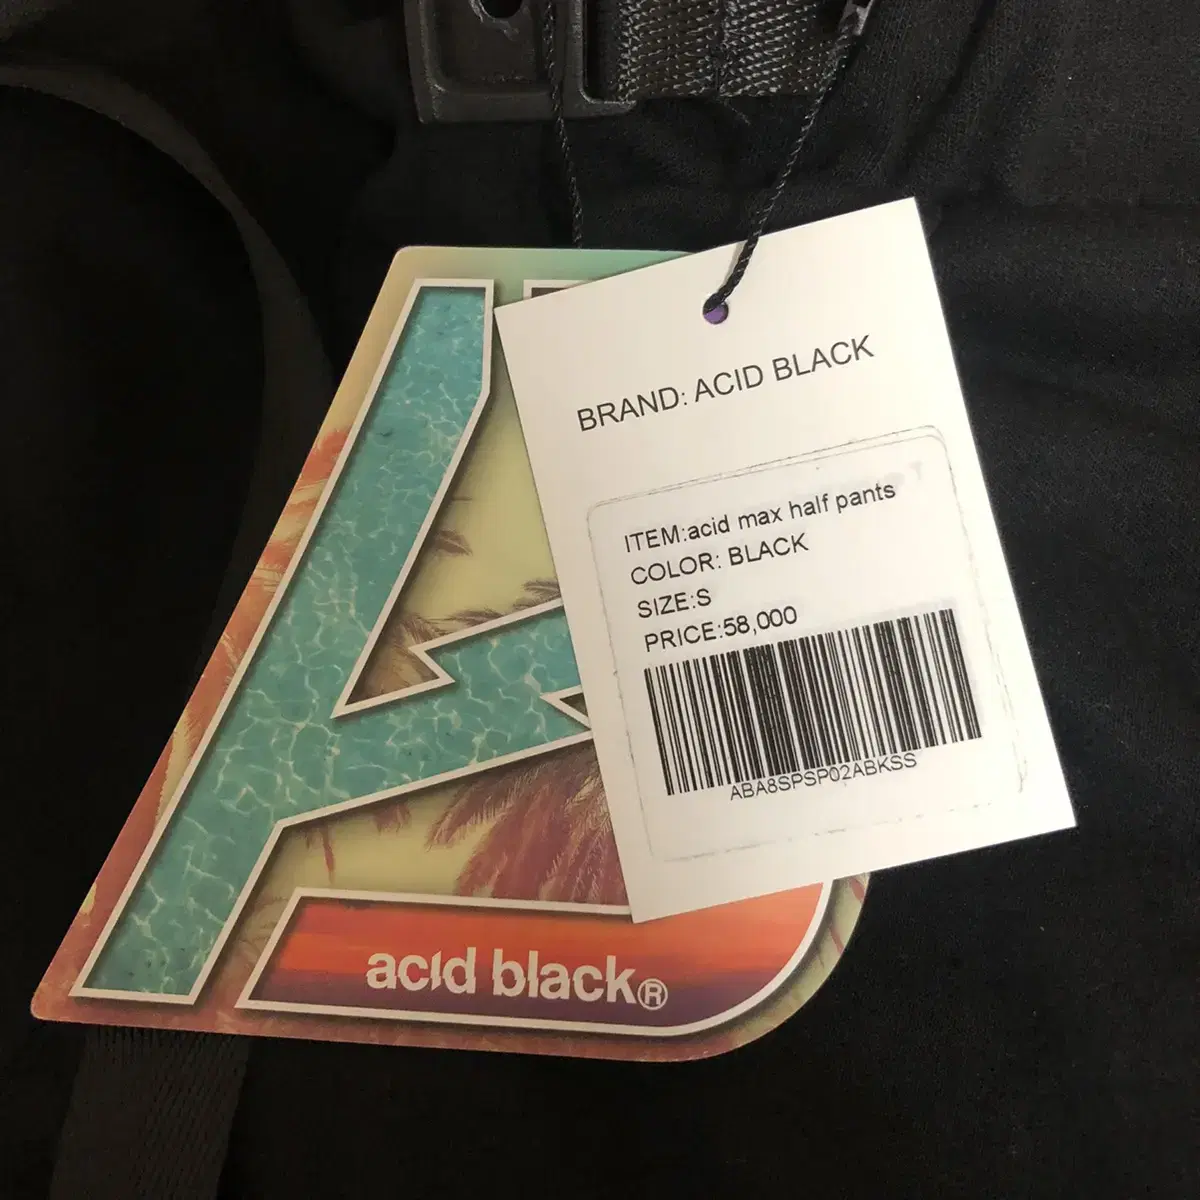 BRAND: ACID BLACK
ITEM:acid max half pants
COLOR: BLACK
SIZE:S
PRICE:58,000
ABA8SPSP02ABKSS
acid black®